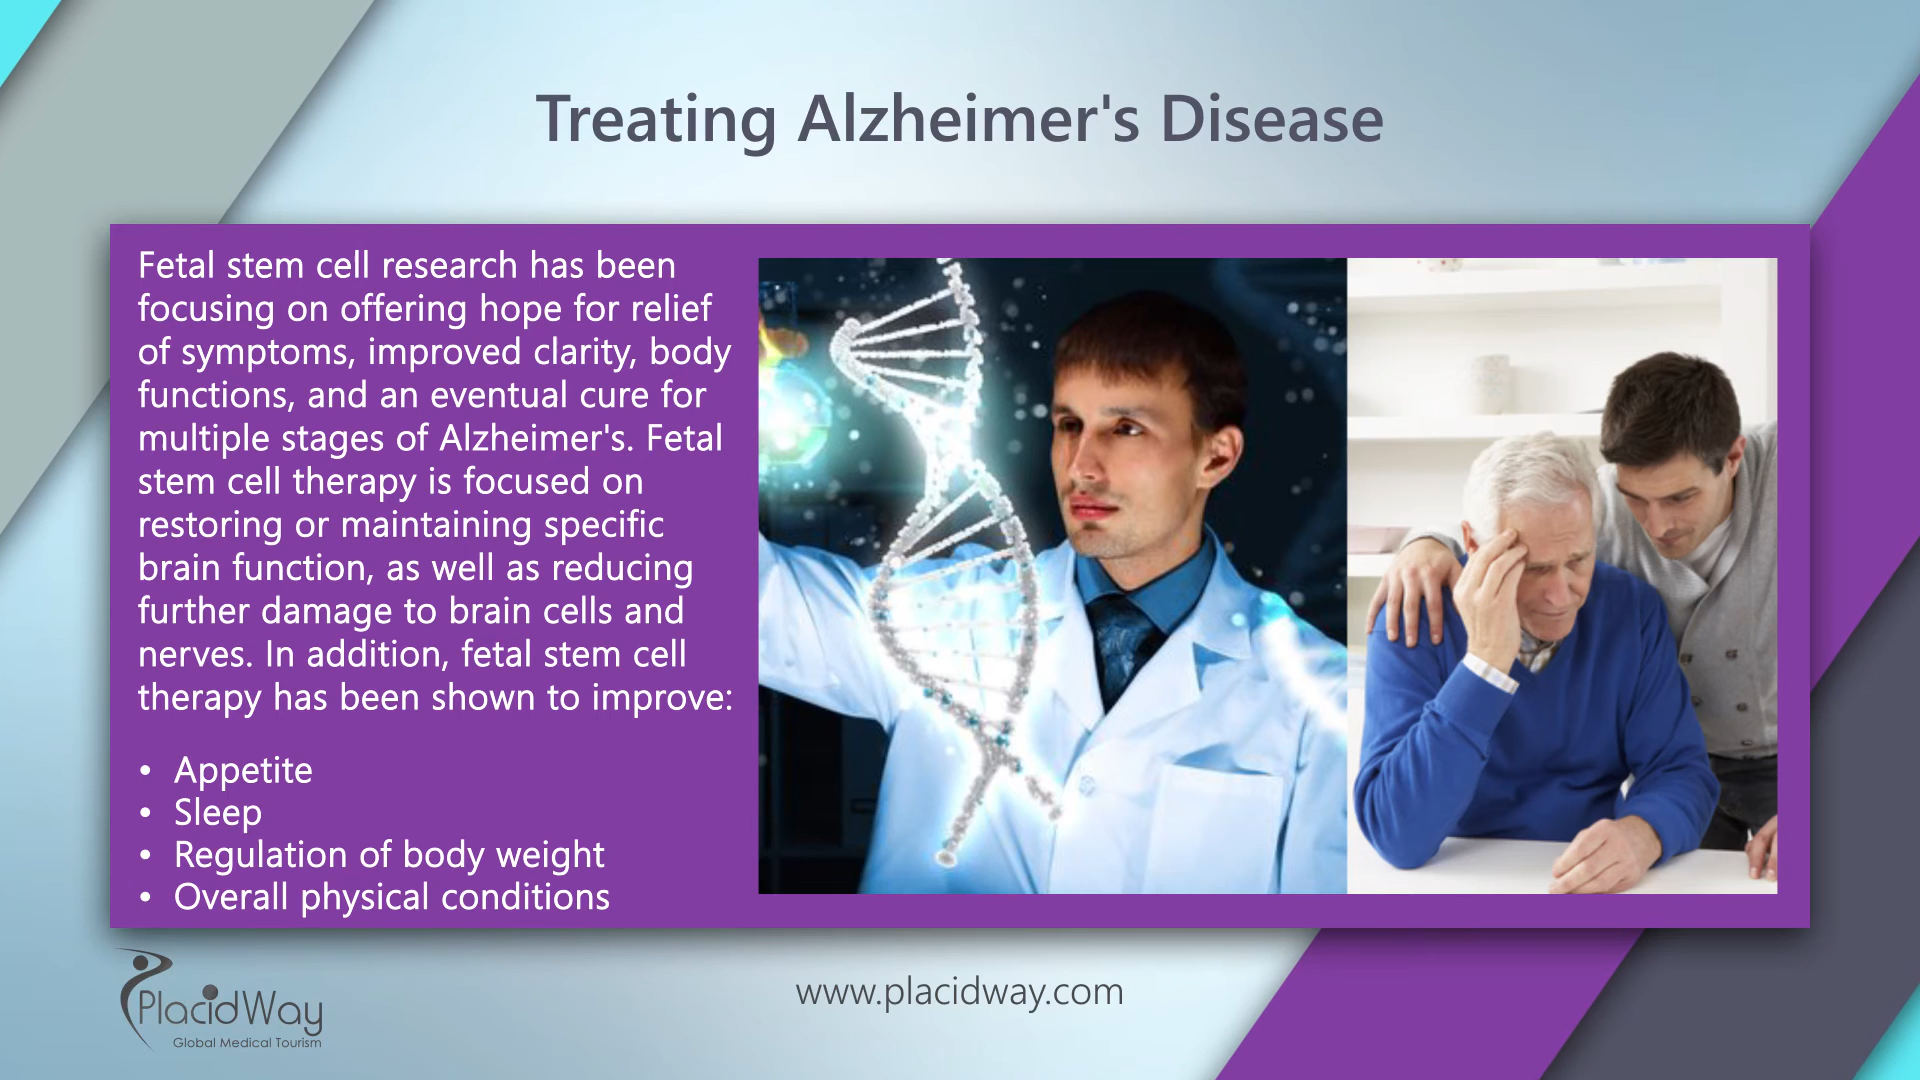 Treating Alzheimer's Disease
Fetal stem cell research has been
focusing on offering hope for relief
of symptoms, improved clarity, body
functions, and an eventual cure for
multiple stages of Alzheimer's. Fetal
stem cell therapy is focused on
restoring or maintaining specific
brain function, as well as reducing
further damage to brain cells and
nerves. In addition, fetal stem cell
therapy has been shown to improve:
• Appetite
• Sleep
• Regulation of body weight
• Overall physical conditions
PlacidWay
Global Medical Tourism
www.placidway.com